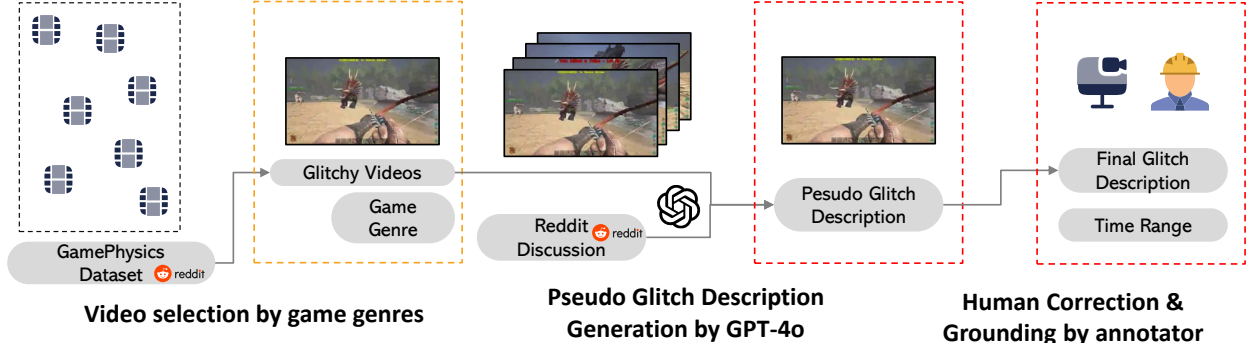 GamePhysics
Dataset
reddit
Glitchy Videos
Game
Genre
Reddit
Discussion
reddit
Pesudo Glitch
Description
Final Glitch
Description
Time Range
Video selection by game genres
Pseudo Glitch Description
Generation by GPT-4o
Human Correction &
Grounding by annotator